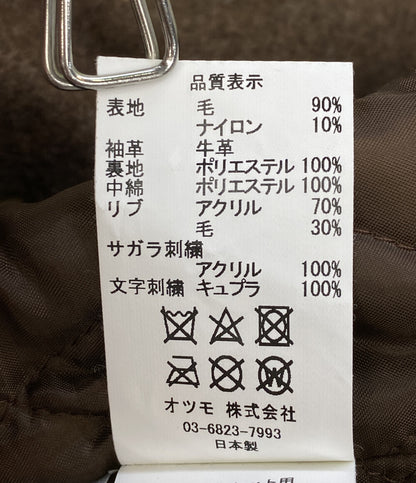 品質表示
表地 毛 90%
ナイロン 10%
袖革 牛革
裏地 ポリエステル 100%
中綿 ポリエステル 100%
リブ アクリル 70%
毛 30%
サガラ刺繍
アクリル 100%
文字刺繍 キュプラ 100%
オツモ 株式会社
03-6823-7993
日本製